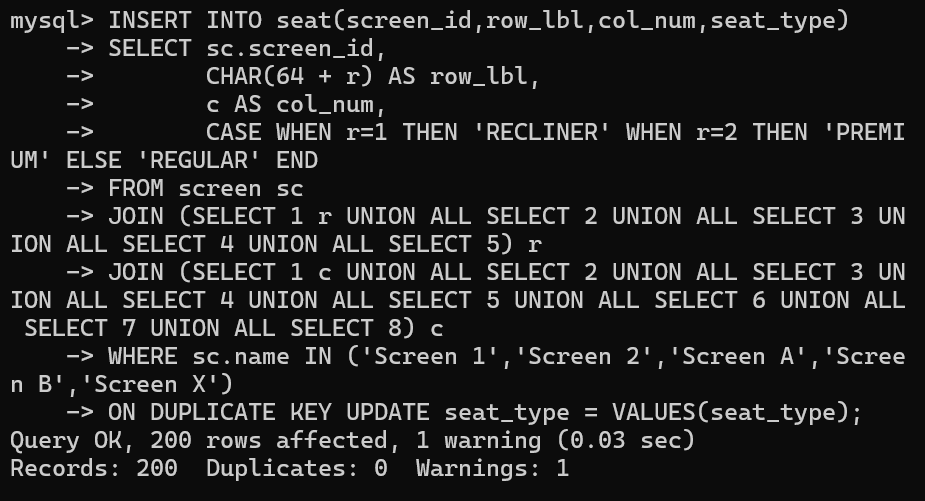 mysql> INSERT INTO seat(screen_id,row_lbl,col_num,seat_type)
    -> SELECT sc.screen_id,
    ->        CHAR(64 + r) AS row_lbl,
    ->        c AS col_num,
    ->        CASE WHEN r=1 THEN 'RECLINER' WHEN r=2 THEN 'PREMI
UM' ELSE 'REGULAR' END
    -> FROM screen sc
    -> JOIN (SELECT 1 r UNION ALL SELECT 2 UNION ALL SELECT 3 UN
ION ALL SELECT 4 UNION ALL SELECT 5) r
    -> JOIN (SELECT 1 c UNION ALL SELECT 2 UNION ALL SELECT 3 UN
ION ALL SELECT 4 UNION ALL SELECT 5 UNION ALL SELECT 6 UNION ALL
 SELECT 7 UNION ALL SELECT 8) c
    -> WHERE sc.name IN ('Screen 1','Screen 2','Screen A','Scree
n B','Screen X')
    -> ON DUPLICATE KEY UPDATE seat_type = VALUES(seat_type);
Query OK, 200 rows affected, 1 warning (0.03 sec)
Records: 200  Duplicates: 0  Warnings: 1